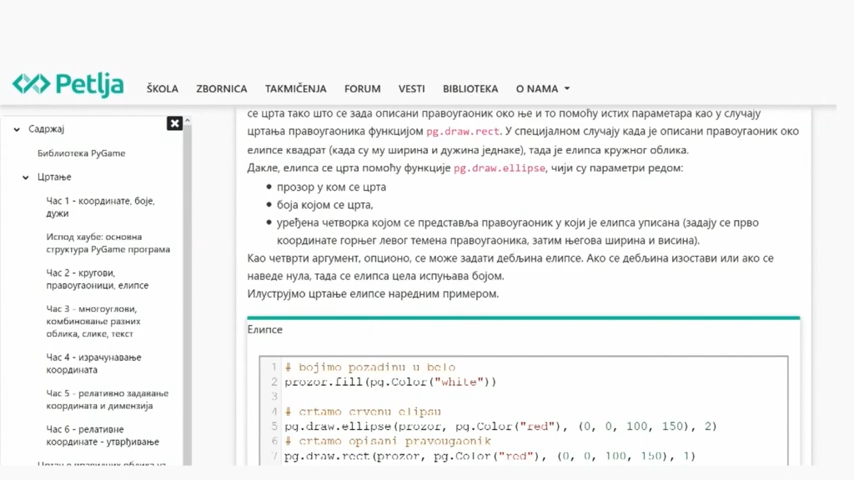 Petlja
ŠKOLA ZBORNICA TAKMIČENJA FORUM VESTI BIBLIOTEKA O NAMA
Садржај
Библиотека PyGame
Цртање
Час 1 - координате, боје,
дужи
Испод хаубе: основна
структура PyGame програма
Час 2 - кругови,
правоугаоници, елипсе
Час 3 - многоуглови,
комбиновање разних
облика, слике, текст
Час 4 - израчунавање
координата
Час 5 - релативно задавање
координата и димензија
Час 6 - релативне
координате - утврђивање
се црта тако што се зада описани правоугаоник око ње и то помоћу истих параметара као у случају
цртања правоугаоника функцијом pg.draw.rect. У специјалном случају када је описани правоугаоник око
елипсе квадрат (када су му ширина и дужина једнаке), тада је елипса кружног облика.
Дакле, елипса се црта помоћу функције pg.draw.ellipse, чији су параметри редом:
прозор у ком се црта
боја којом се црта,
уређена четворка којом се представља правоугаоник у који је елипса уписана (задају се прво
координате горњег левог темена правоугаоника, затим његова ширина и висина).
Као четврти аргумент, опционо, се може задати дебљина елипсе. Ако се дебљина изостави или ако се
наведе нула, тада се елипса цела испуњава бојом.
Илуструјмо цртање елипсе наредним примером.
Елипсе
1 # bojimo pozadinu u belo
2 prozor.fill(pg.Color("white"))
3
4 # crtamo crvenu elipsu
5 pg.draw.ellipse(prozor, pg.Color("red"), (0, 0, 100, 150), 2)
6 # crtamo opisani pravougaonik
7 pg.draw.rect(prozor, pg.Color("red"), (0, 0, 100, 150), 1)